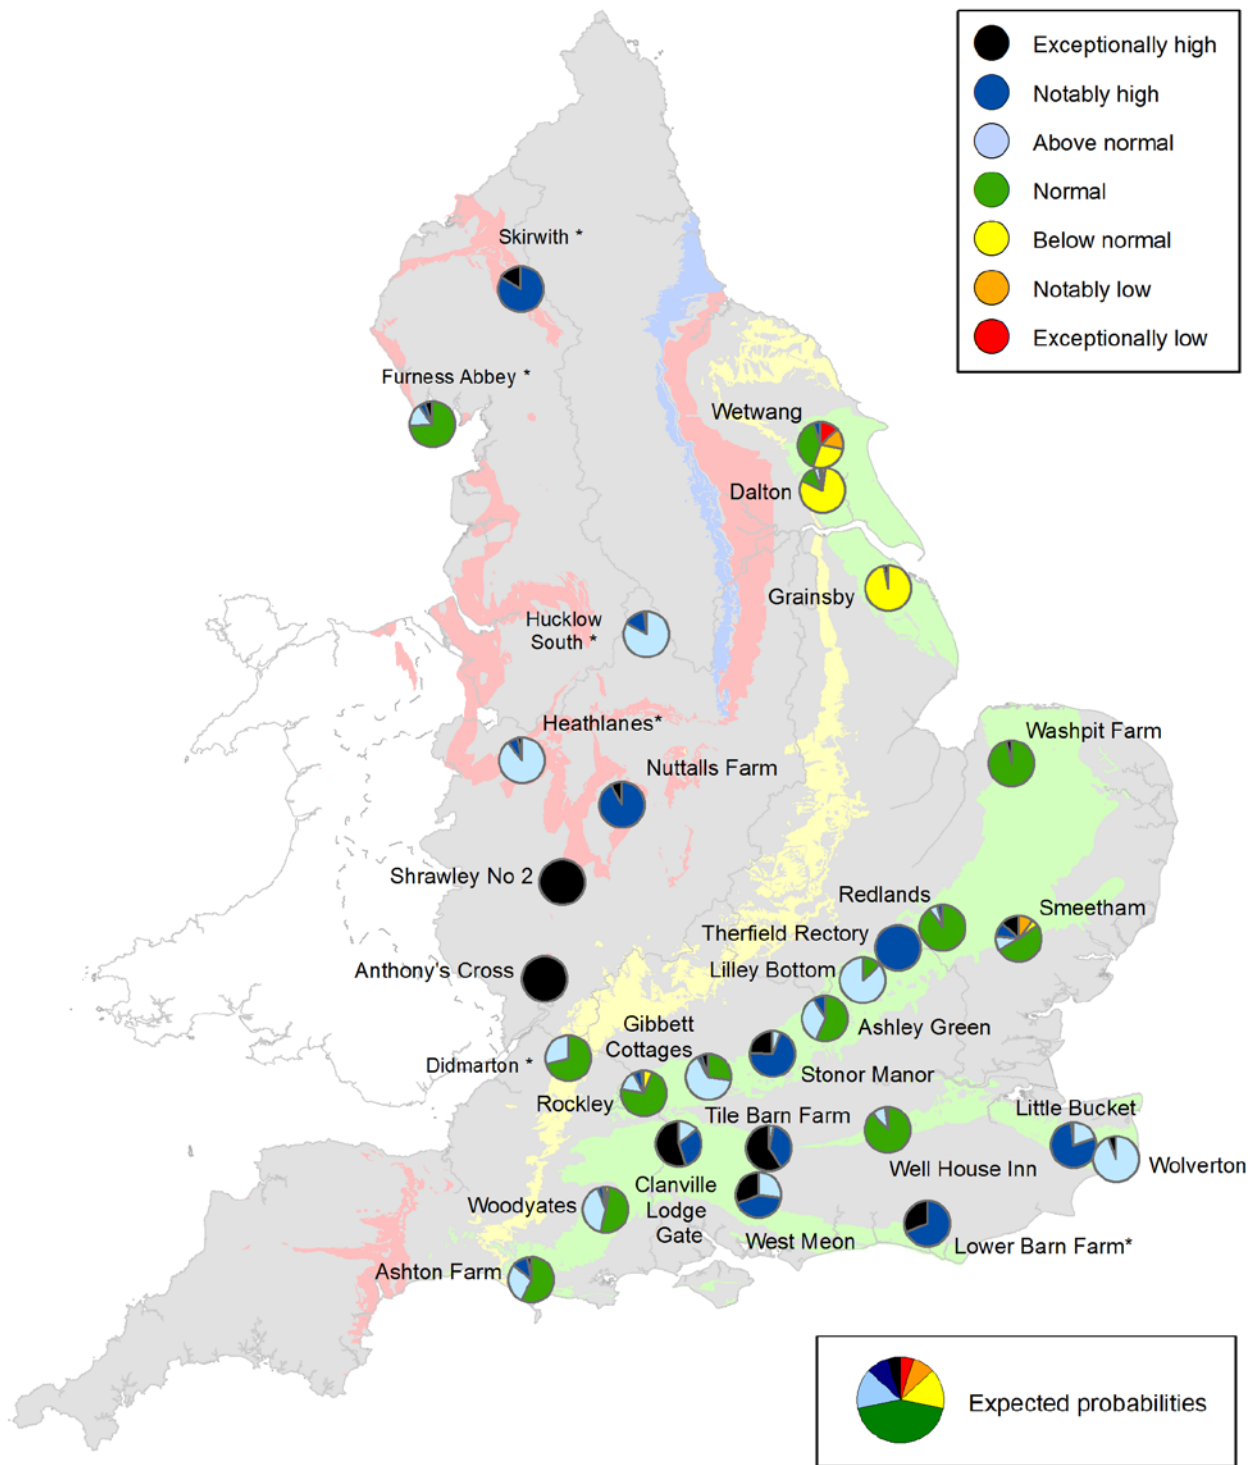 Exceptionally high
Notably high
Above normal
Normal
Below normal
Notably low
Exceptionally low
Skirwith *
Furness Abbey *
Wetwang
Dalton
Grainsby
Hucklow
South *
Heathlanes*
Washpit Farm
Nuttalls Farm
Shrawley No 2
Redlands
Smeetham
Therfield Rectory
Anthony's Cross
Lilley Bottom
Gibbett
Cottages
Ashley Green
Didmarton *
Stonor Manor
Rockley
Tile Barn Farm
Little Bucket
Well House Inn
Wolverton
Clanville
Lodge
Gate
Woodyates
West Meon
Lower Barn Farm*
Ashton Farm
Expected probabilities